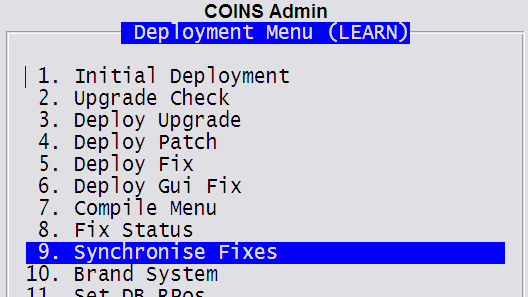 COINS Admin
Deployment Menu (LEARN)
1. Initial Deployment
2. Upgrade Check
3. Deploy Upgrade
4. Deploy Patch
5. Deploy Fix
6. Deploy Gui Fix
7. Compile Menu
8. Fix Status
9. Synchronise Fixes
10. Brand System
11. Set DB RPos